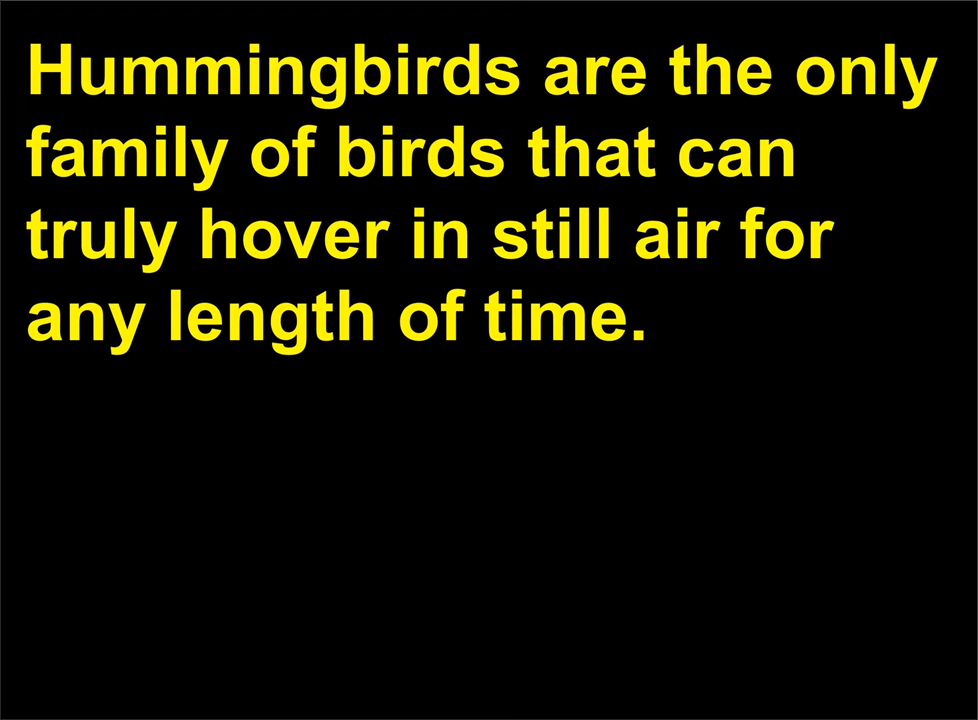 Hummingbirds are the only
family of birds that can
truly hover in still air for
any length of time.